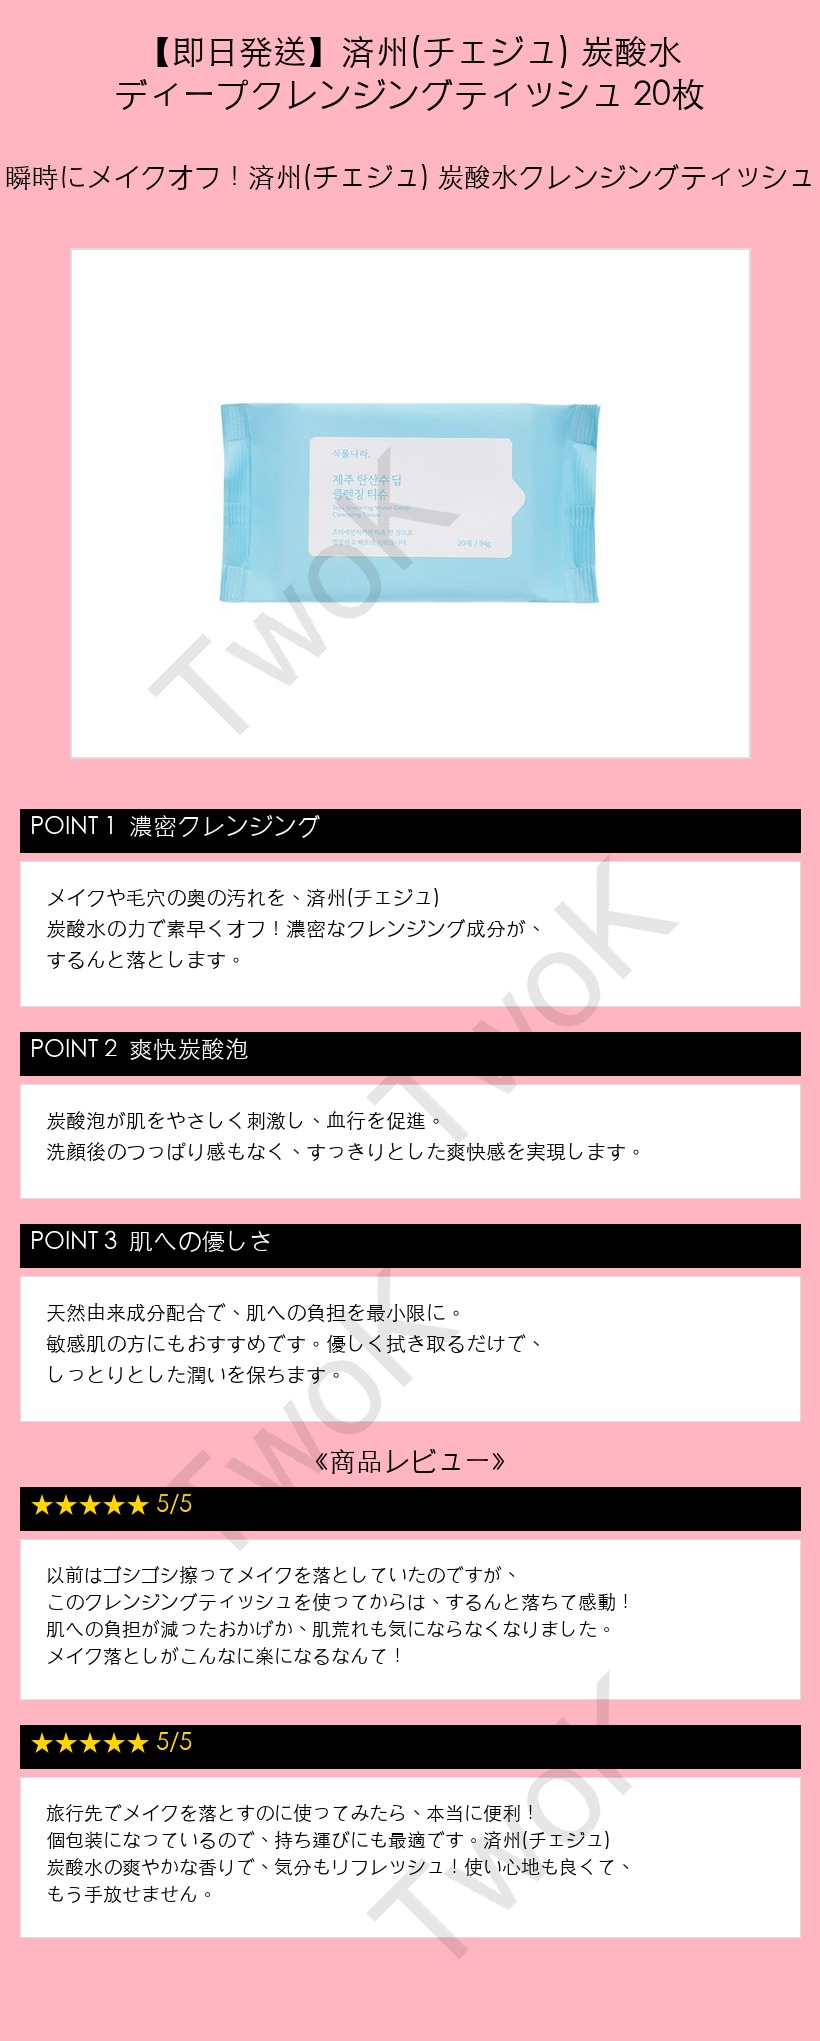 【即日発送】済州(チェジュ) 炭酸水
ディープクレンジングティッシュ 20枚
瞬時にメイクオフ！済州(チェジュ) 炭酸水クレンジングティッシュ
식물나라.
제주 탄산수 딥
클렌징 티슈
Jeju Sparkling Water Deep
Cleansing Tissue
20매 / 94g
TwoK
POINT 1 濃密クレンジング
メイクや毛穴の奥の汚れを、済州(チェジュ)
炭酸水の力で素早くオフ！濃密なクレンジング成分が、
するんと落とします。
TwoK
POINT 2 爽快炭酸泡
炭酸泡が肌をやさしく刺激し、血行を促進。
洗顔後のつっぱり感もなく、すっきりとした爽快感を実現します。
POINT 3 肌への優しさ
天然由来成分配合で、肌への負担を最小限に。
敏感肌の方にもおすすめです。優しく拭き取るだけで、
しっとりとした潤いを保ちます。
TwoK
《商品レビュー》
★★★★★ 5/5
以前はゴシゴシ擦ってメイクを落としていたのですが、
このクレンジングティッシュを使ってからは、するんと落ちて感動！
肌への負担が減ったおかげか、肌荒れも気にならなくなりました。
メイク落としがこんなに楽になるなんて！
★★★★★ 5/5
旅行先でメイクを落とすのに使ってみたら、本当に便利！
個包装になっているので、持ち運びにも最適です。済州(チェジュ)
炭酸水の爽やかな香りで、気分もリフレッシュ！使い心地も良くて、
もう手放せません。
TwoK